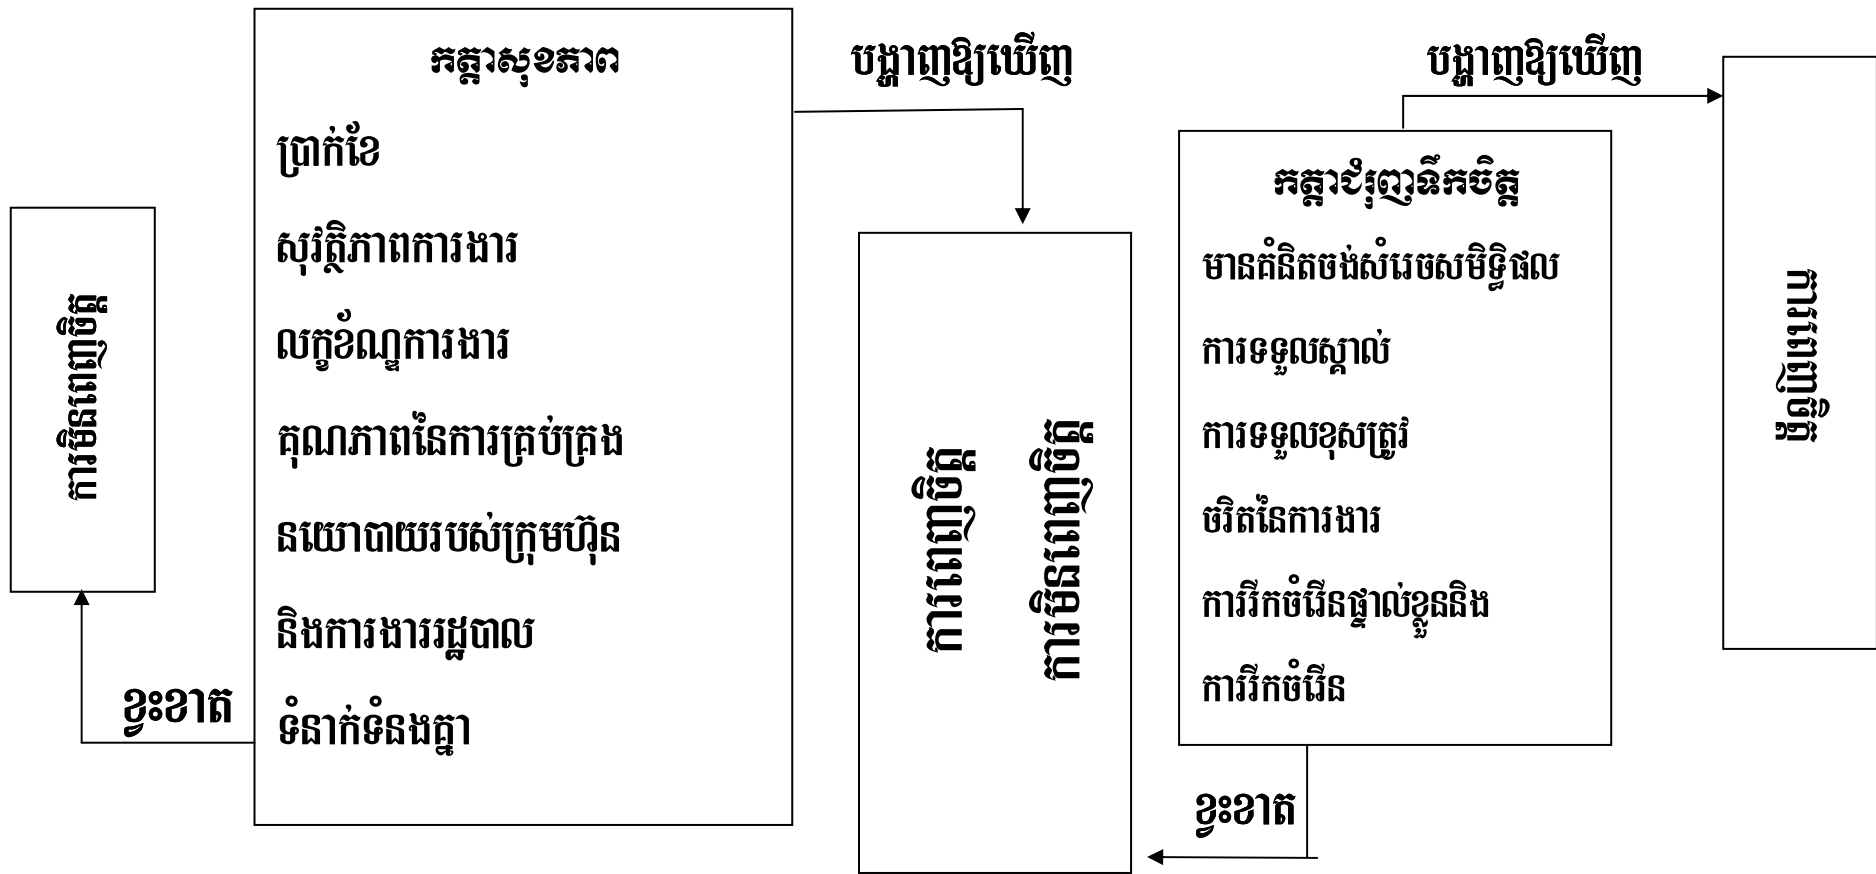 ការមិនពេញចិត្ត
ខ្វះខាត
កត្តាសុខភាព
ប្រាក់ខែ
សុវត្ថិភាពការងារ
លក្ខខ័ណ្ឌការងារ
គុណភាពនៃការគ្រប់គ្រង
នយោបាយរបស់ក្រុមហ៊ុន
និងការងាររដ្ឋបាល
ទំនាក់ទំនងគ្នា
បង្ហាញឱ្យឃើញ
ការពេញចិត្ត
ការមិនពេញចិត្ត
បង្ហាញឱ្យឃើញ
កត្តាជំរុញទឹកចិត្ត
មានគំនិតចង់សំរេចសមិទ្ធិផល
ការទទួលស្គាល់
ការទទួលខុសត្រូវ
ចរិតនៃការងារ
ការរីកចំរើនផ្ទាល់ខ្លួននិង
ការរីកចំរើន
ខ្វះខាត
ការពេញចិត្ត